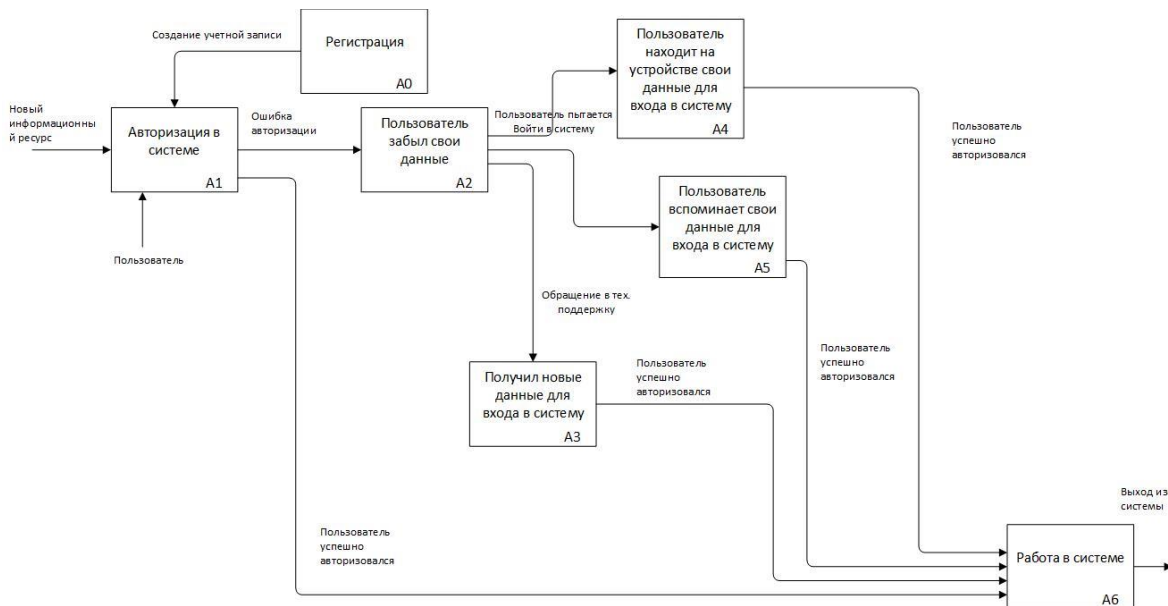 Создание учетной записи
Регистрация
A0
Новый
информационны
й ресурс
Авторизация в
системе
A1
Пользователь
Ошибка
авторизации
Пользователь
забыл свои
данные
A2
Пользователь пытается
Войти в систему
Пользователь
находит на
устройстве свои
данные для
входа в систему
A4
Пользователь
успешно
авторизовался
Пользователь
вспоминает свои
данные для
входа в систему
A5
Обращение в тех.
поддержку
Пользователь
успешно
авторизовался
Получил новые
данные для
входа в систему
A3
Пользователь
успешно
авторизовался
Пользователь
успешно
авторизовался
Выход из
системы
Работа в системе
A6